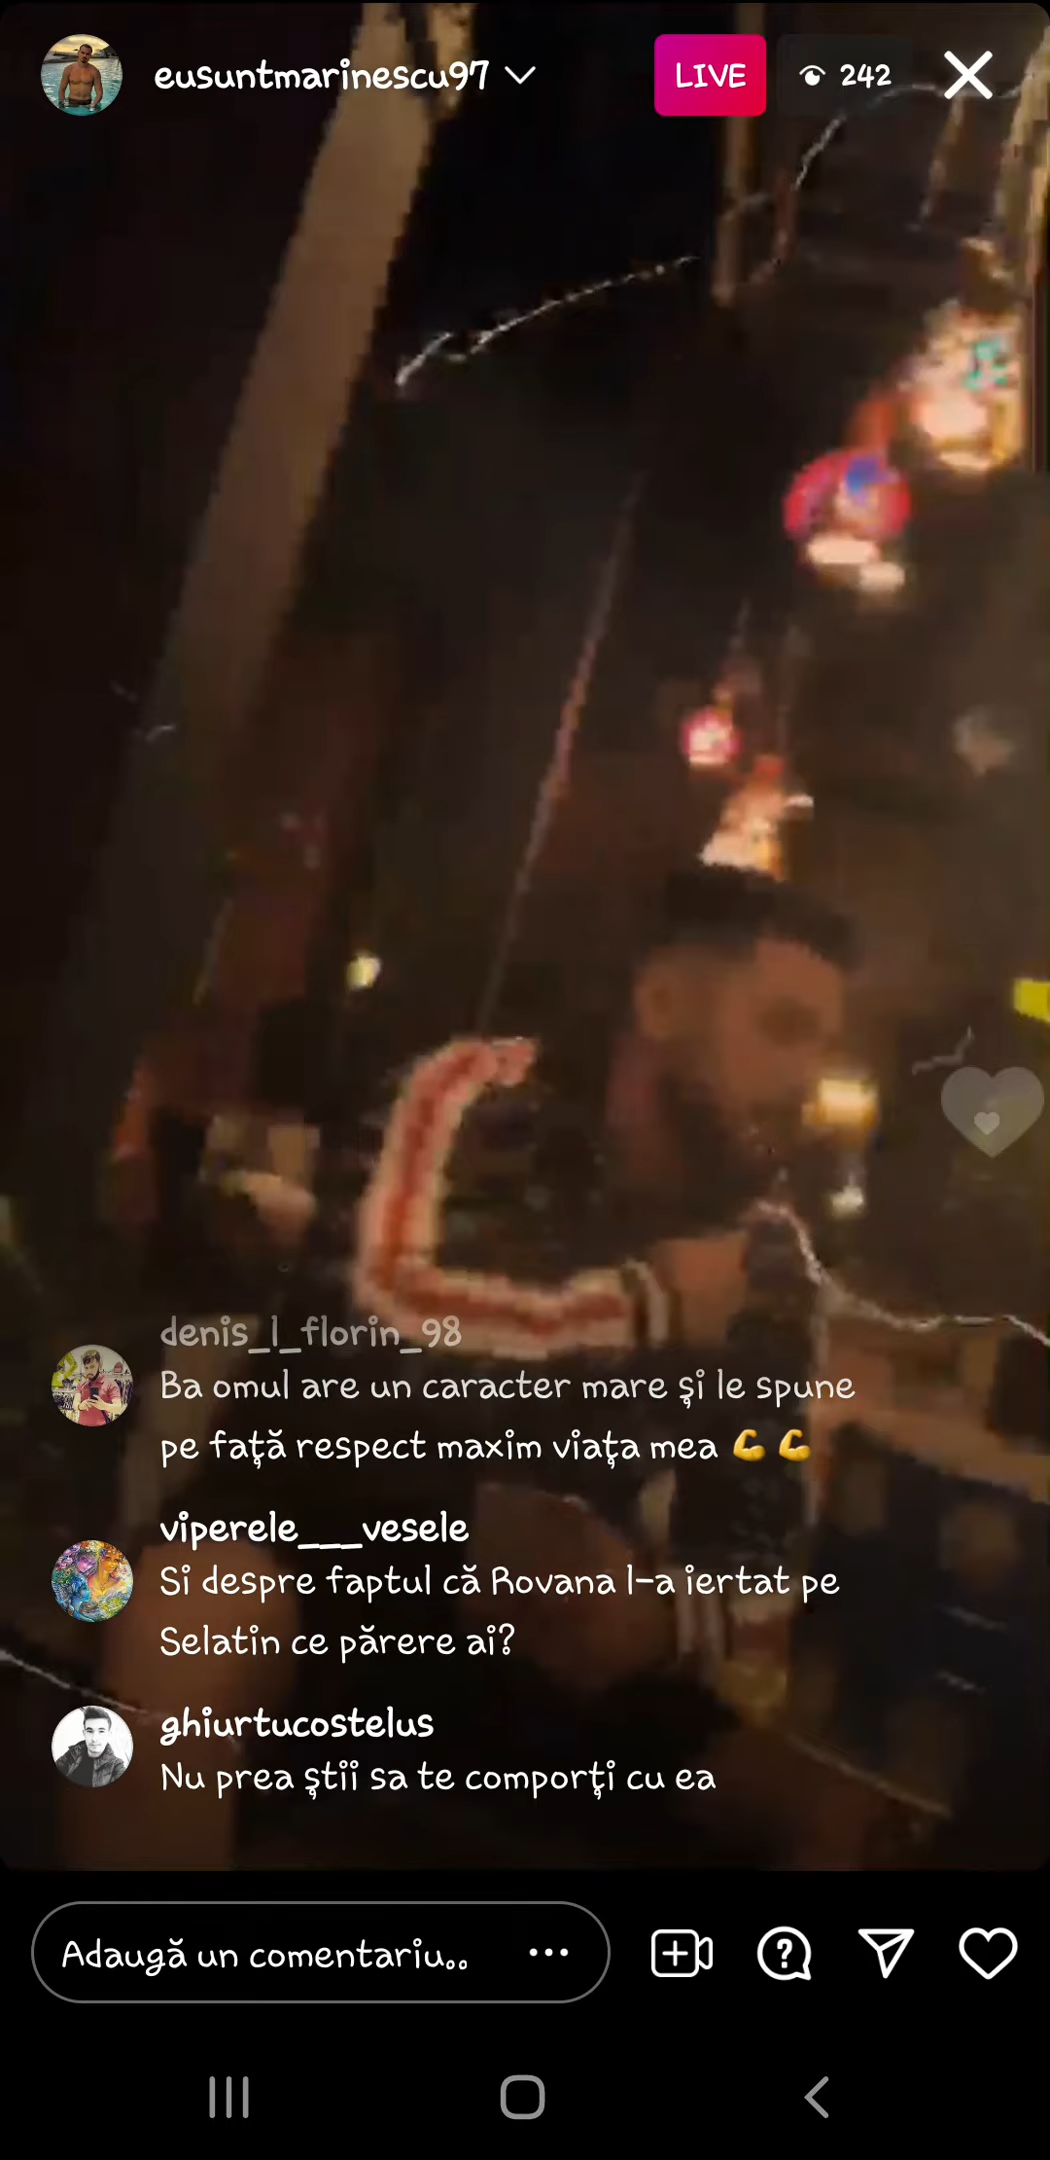 eusuntmarinescu97
LIVE
242
denis_l_florin_98
Ba omul are un caracter mare și le spune
pe față respect maxim viața mea 💪 💪
viperele___vesele
Si despre faptul că Rovana l-a iertat pe
Selatin ce părere ai?
ghiurtucostelus
Nu prea știi sa te comporți cu ea
Adaugă un comentariu..